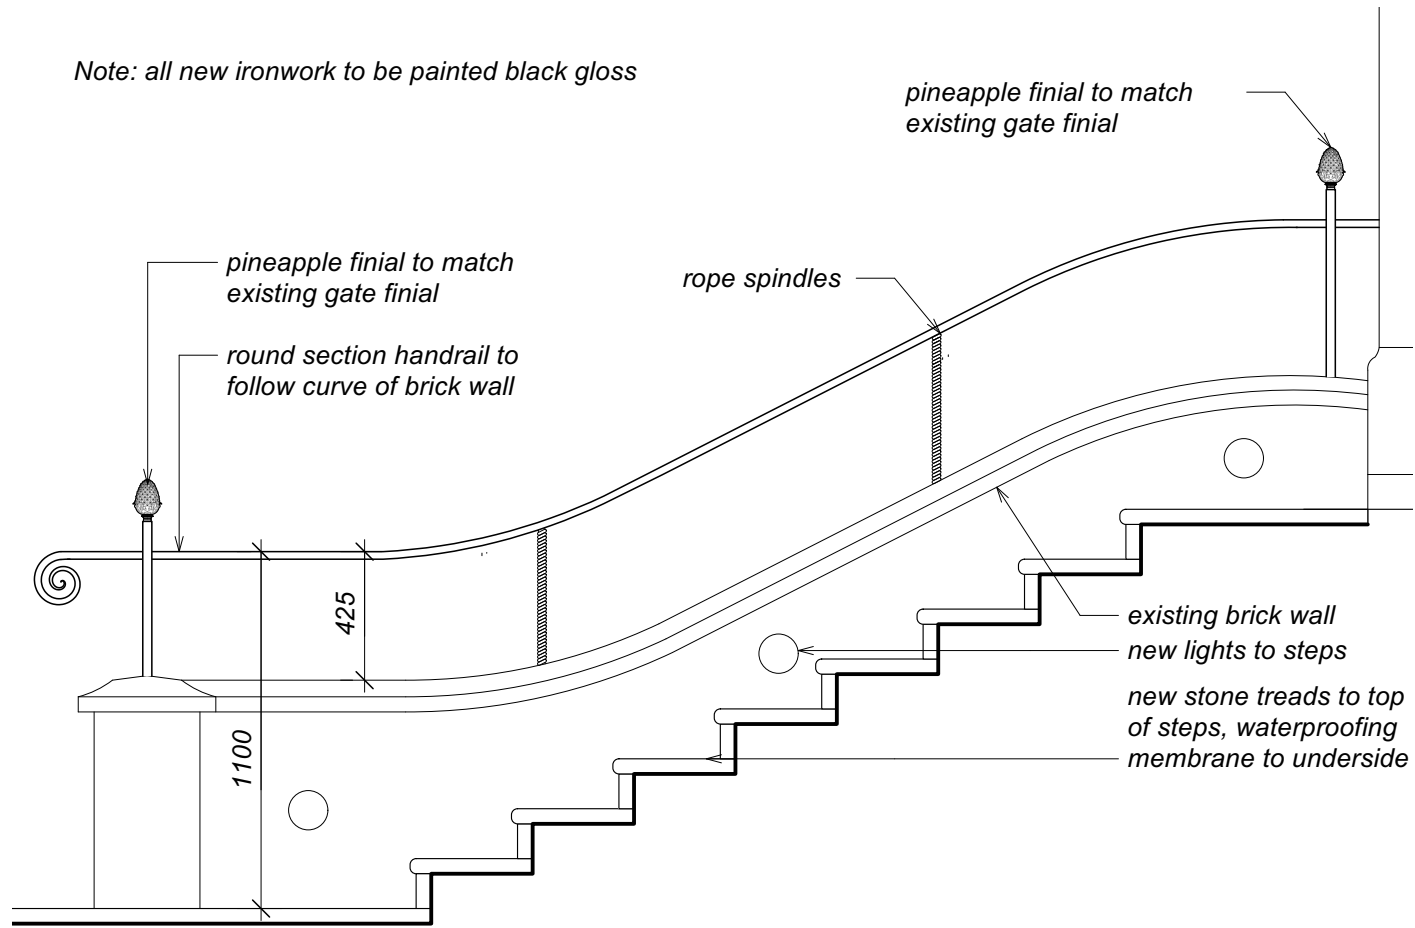 Note: all new ironwork to be painted black gloss
pineapple finial to match
existing gate finial
pineapple finial to match
existing gate finial
rope spindles
round section handrail to
follow curve of brick wall
425
1100
existing brick wall
new lights to steps
new stone treads to top
of steps, waterproofing
membrane to underside